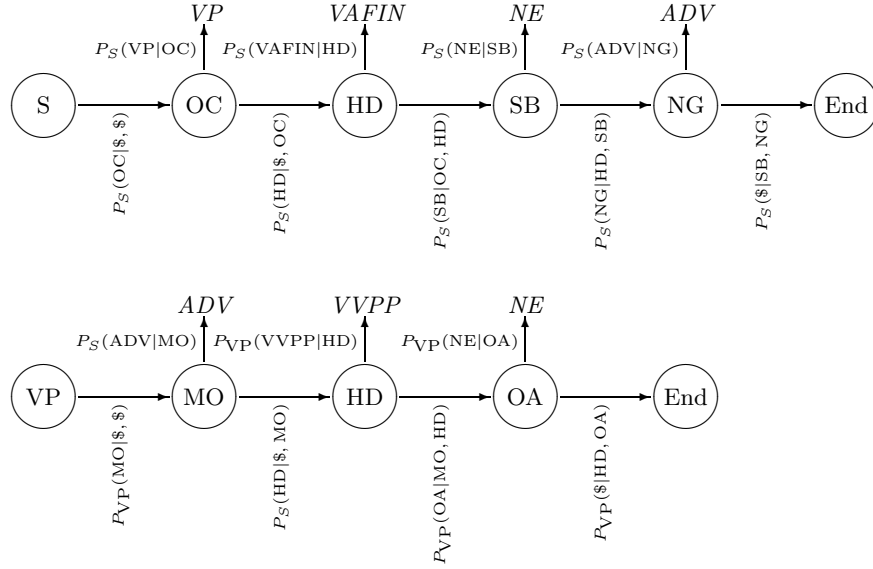 VP VAFIN NE ADV
P_S(VP|OC) P_S(VAFIN|HD) P_S(NE|SB) P_S(ADV|NG)
S OC HD SB NG End
P_S(OC|$, $) P_S(HD|$, OC) P_S(SB|OC, HD) P_S(NG|HD, SB) P_S($|SB, NG)
ADV VVPP NE
P_S(ADV|MO) P_VP(VVPP|HD) P_VP(NE|OA)
VP MO HD OA End
P_VP(MO|$, $) P_S(HD|$, MO) P_VP(OA|MO, HD) P_VP($|HD, OA)